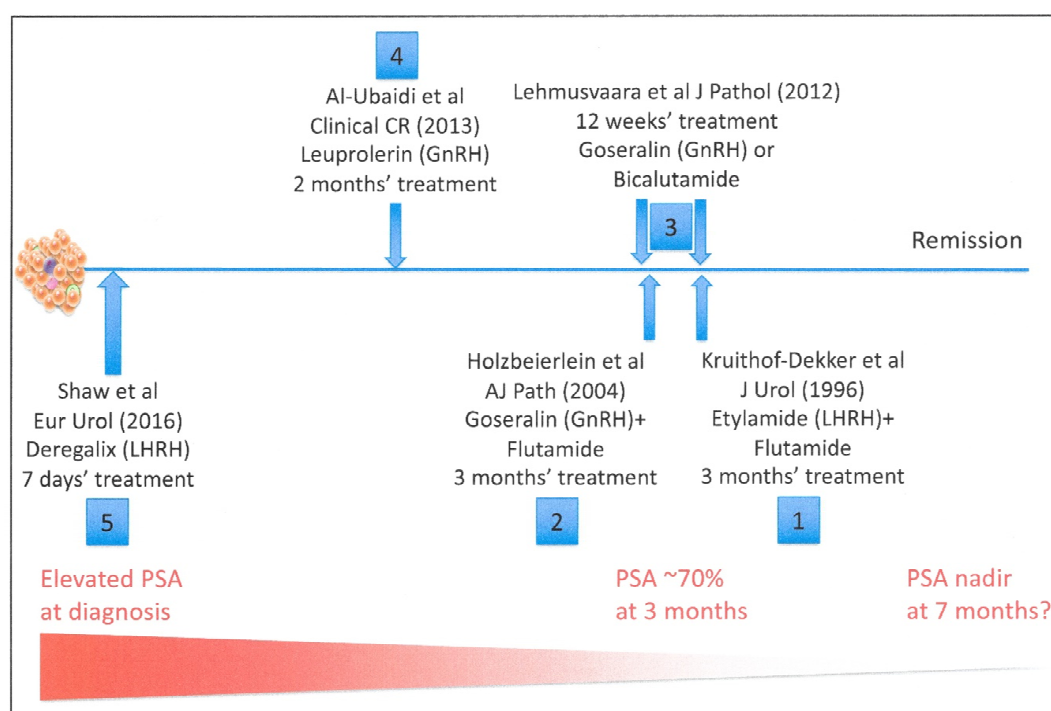 4
Al-Ubaidi et al
Clinical CR (2013)
Leuprolerin (GnRH)
2 months’ treatment
Lehmusvaara et al J Pathol (2012)
12 weeks’ treatment
Goseralin (GnRH) or
Bicalutamide
3
Remission
Shaw et al
Eur Urol (2016)
Deregalix (LHRH)
7 days’ treatment
5
Holzbeierlein et al
AJ Path (2004)
Goseralin (GnRH)+
Flutamide
3 months’ treatment
2
Kruithof-Dekker et al
J Urol (1996)
Etylamide (LHRH)+
Flutamide
3 months’ treatment
1
Elevated PSA
at diagnosis
PSA ~70%
at 3 months
PSA nadir
at 7 months?